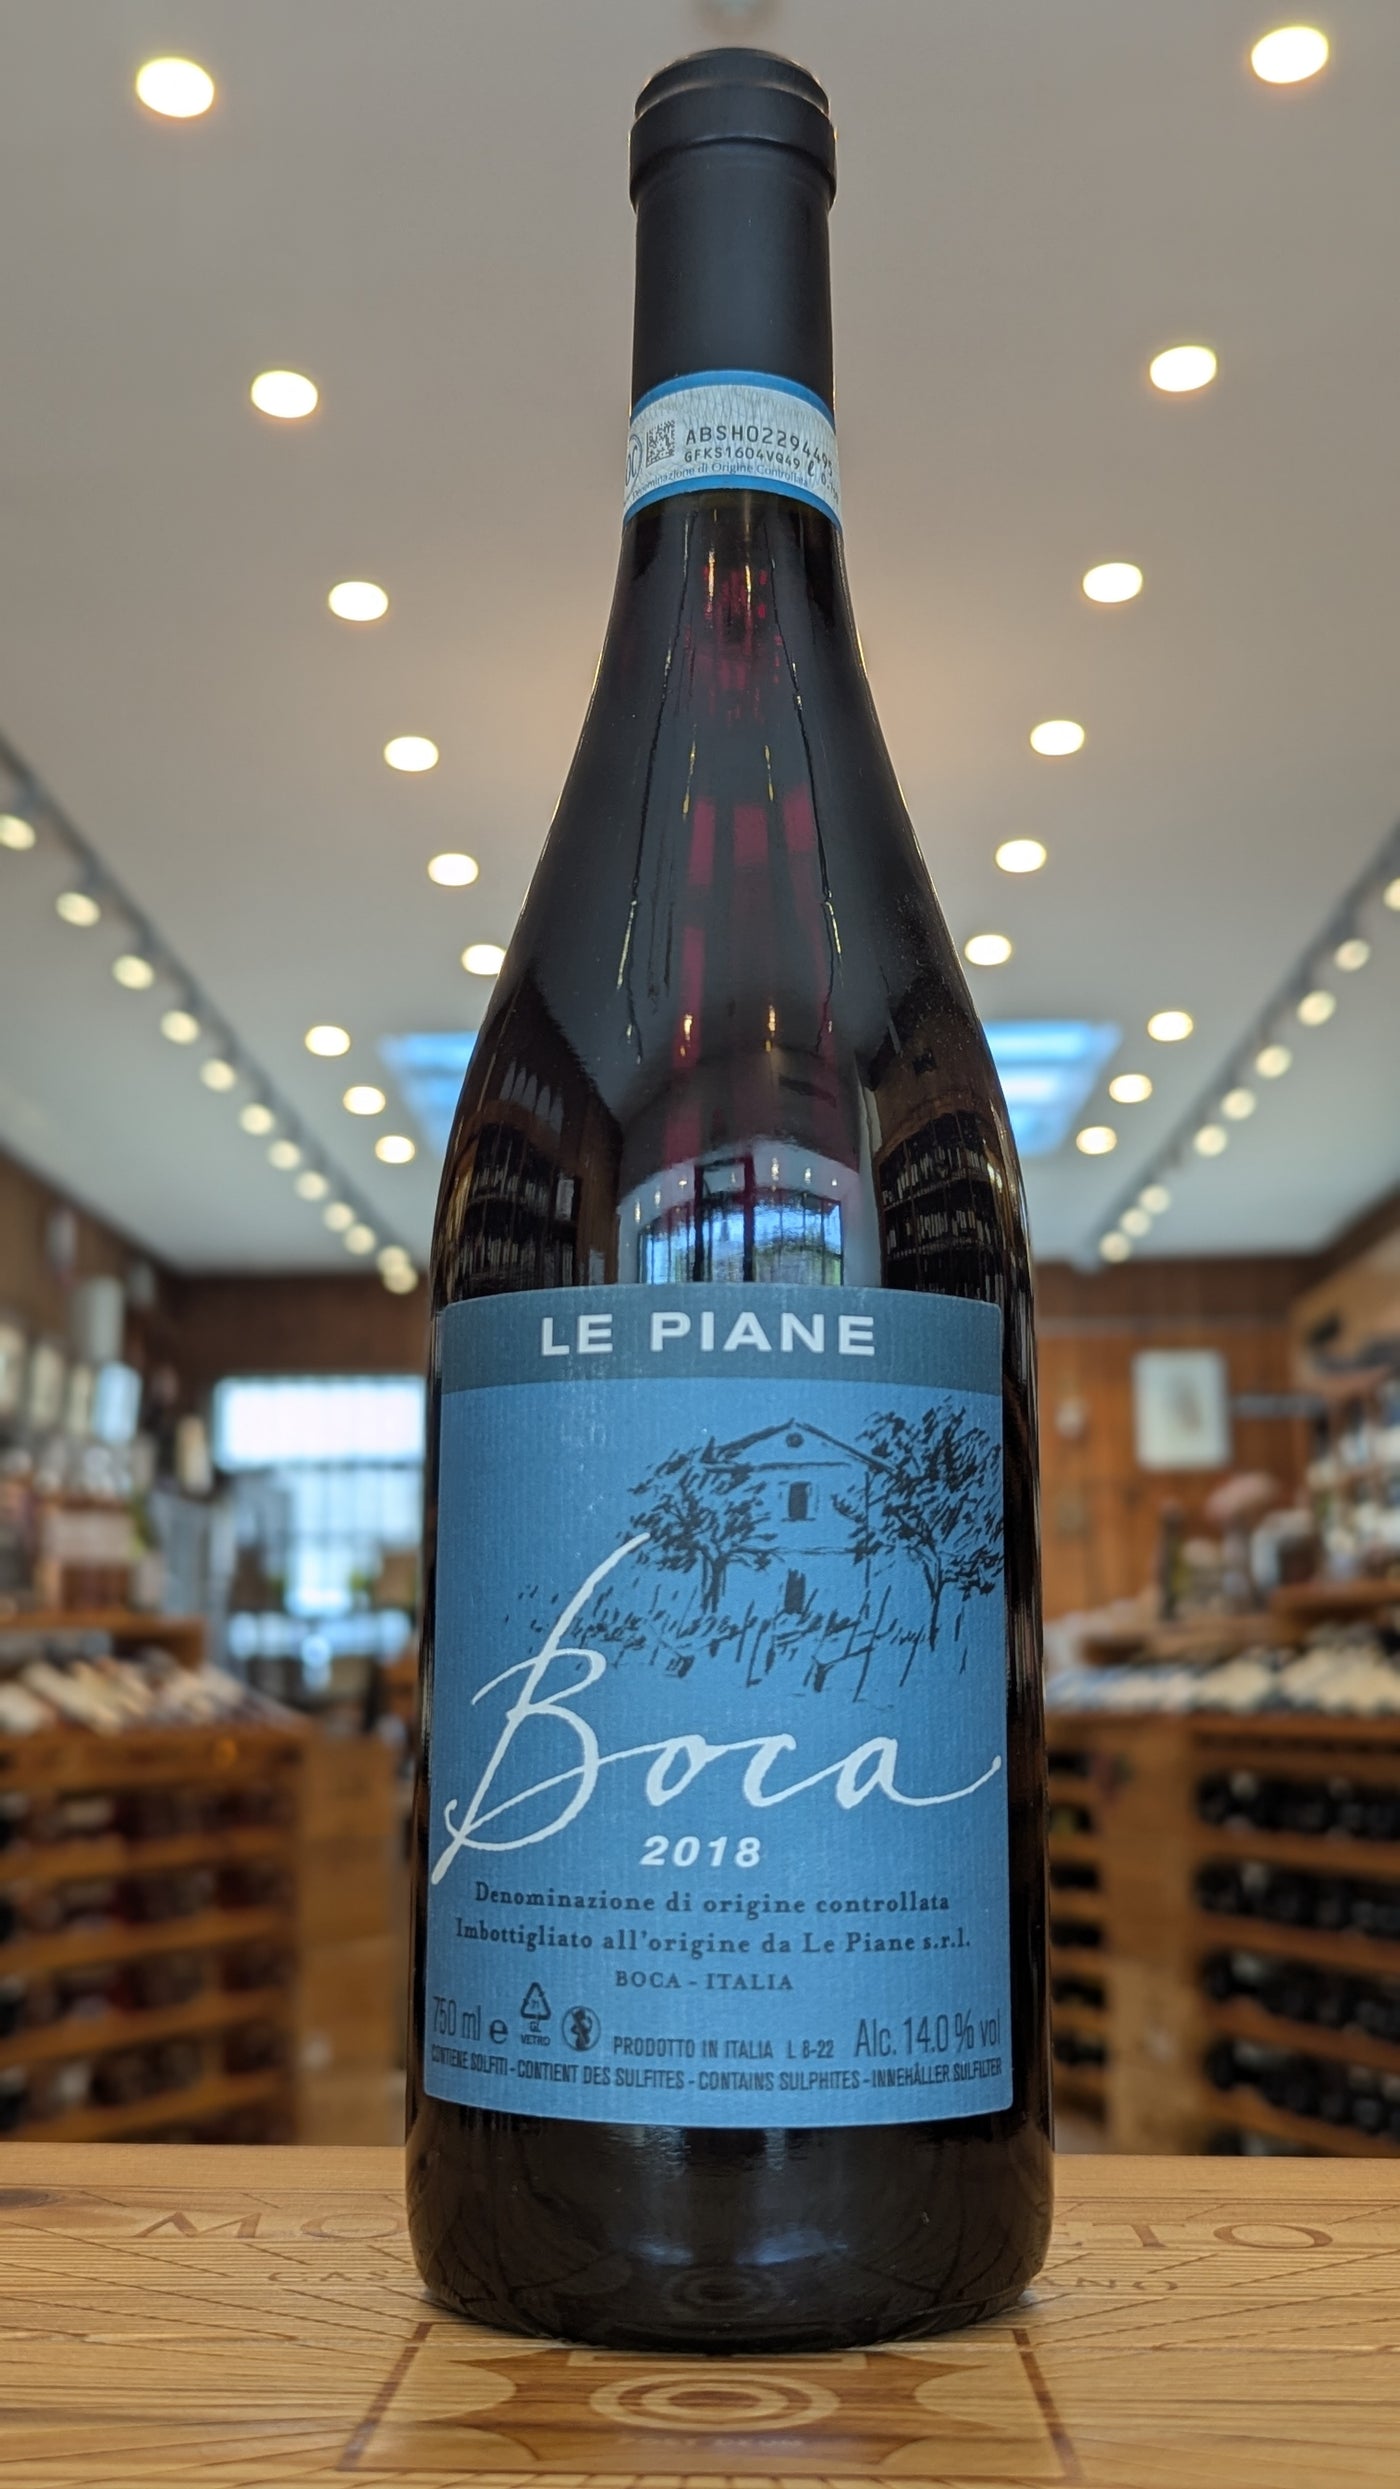 ABSH02294495
GFKS1604VQ49
Denominazione di Origine Controllata
LE PIANE
Boca
2018
Denominazione di origine controllata
Imbottigliato all'origine da Le Piane s.r.l.
BOCA - ITALIA
750 ml e
GL
VETRO
PRODOTTO IN ITALIA L 8-22 Alc. 14.0 % vol
CONTIENE SOLFITI - CONTIENT DES SULFITES - CONTAINS SULPHITES - INNEHÅLLER SULFITER